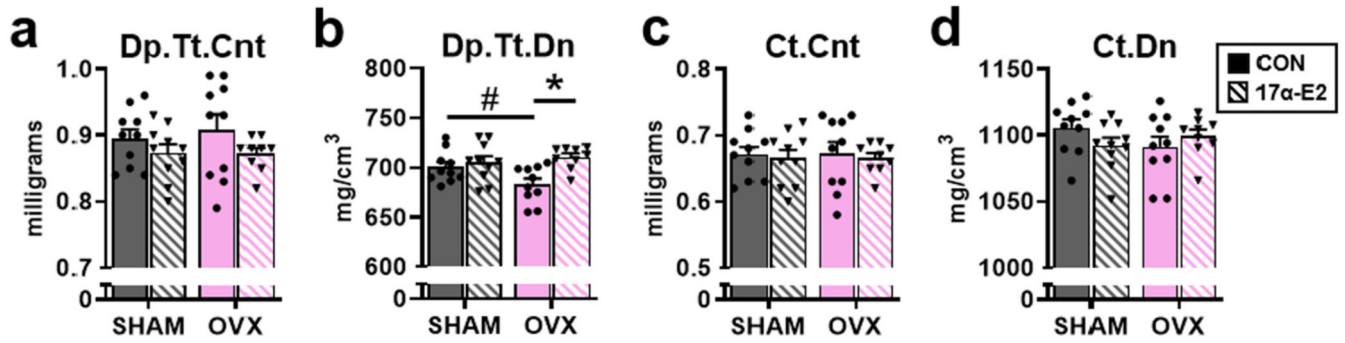 a
Dp.Tt.Cnt
milligrams
1.0
0.9
0.8
0.7
0
SHAM OVX
b
Dp.Tt.Dn
mg/cm³
800
750
700
650
600
0
#
*
SHAM OVX
c
Ct.Cnt
milligrams
0.8
0.7
0.6
0.5
0
SHAM OVX
d
Ct.Dn
mg/cm³
1150
1100
1050
1000
0
SHAM OVX
CON
17α-E2